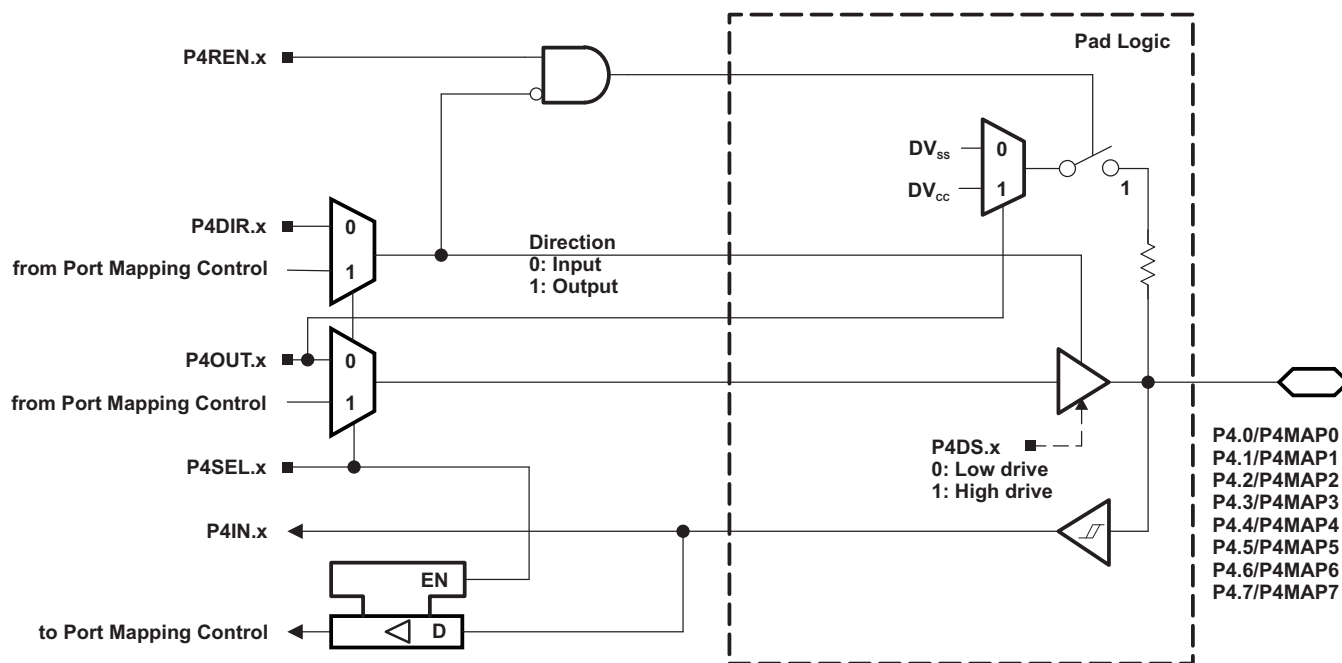 Pad Logic
P4REN.x
DVss
0
DVcc
1
1
P4DIR.x
0
from Port Mapping Control
1
Direction
0: Input
1: Output
P4OUT.x
0
from Port Mapping Control
1
P4SEL.x
P4DS.x
0: Low drive
1: High drive
P4.0/P4MAP0
P4.1/P4MAP1
P4.2/P4MAP2
P4.3/P4MAP3
P4.4/P4MAP4
P4.5/P4MAP5
P4.6/P4MAP6
P4.7/P4MAP7
P4IN.x
EN
to Port Mapping Control
D